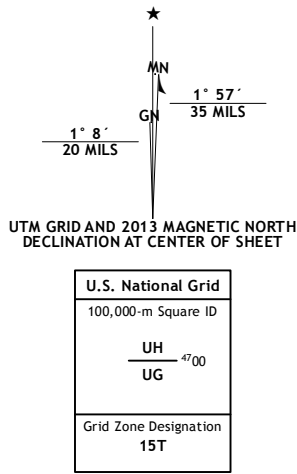 ★
MN
1° 57´
35 MILS
GN
1° 8´
20 MILS
UTM GRID AND 2013 MAGNETIC NORTH
DECLINATION AT CENTER OF SHEET
U.S. National Grid
100,000-m Square ID
UH
4700
UG
Grid Zone Designation
15T